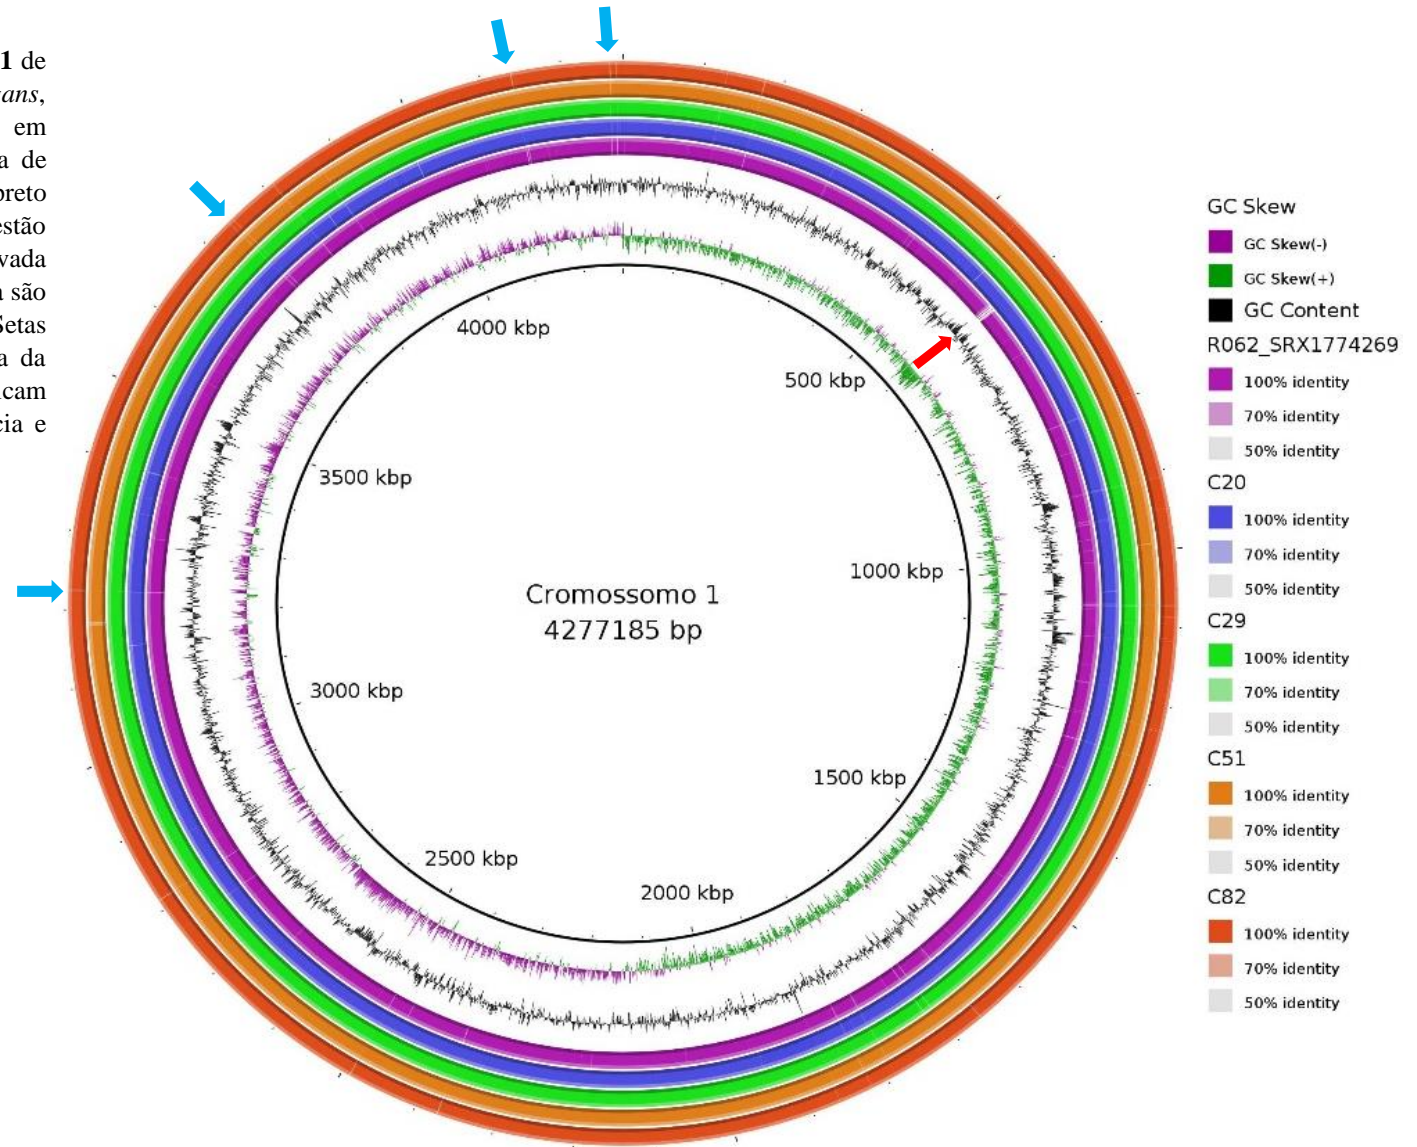 1 de
ans,
em
a de
preto
estão
vada
a são
Setas
a da
icam
cia e
4000 kbp
500 kbp
3500 kbp
1000 kbp
Cromossomo 1
4277185 bp
3000 kbp
1500 kbp
2500 kbp
2000 kbp
GC Skew
GC Skew(-)
GC Skew(+)
GC Content
R062_SRX1774269
100% identity
70% identity
50% identity
C20
100% identity
70% identity
50% identity
C29
100% identity
70% identity
50% identity
C51
100% identity
70% identity
50% identity
C82
100% identity
70% identity
50% identity